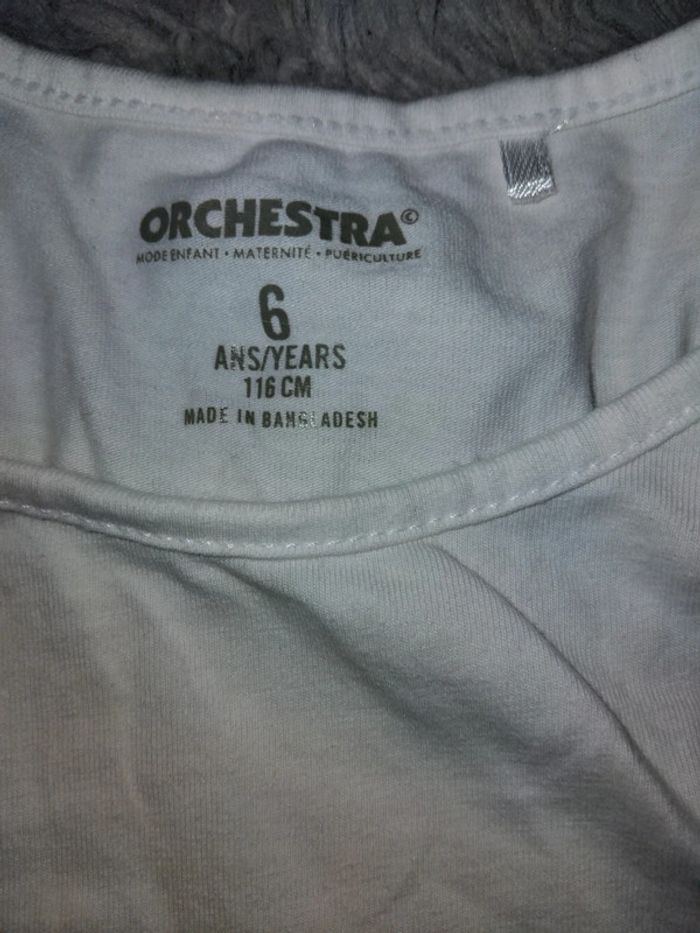 ORCHESTRA©
MODE ENFANT • MATERNITÉ • PUÉRICULTURE
6
ANS/YEARS
116 CM
MADE IN BANGLADESH